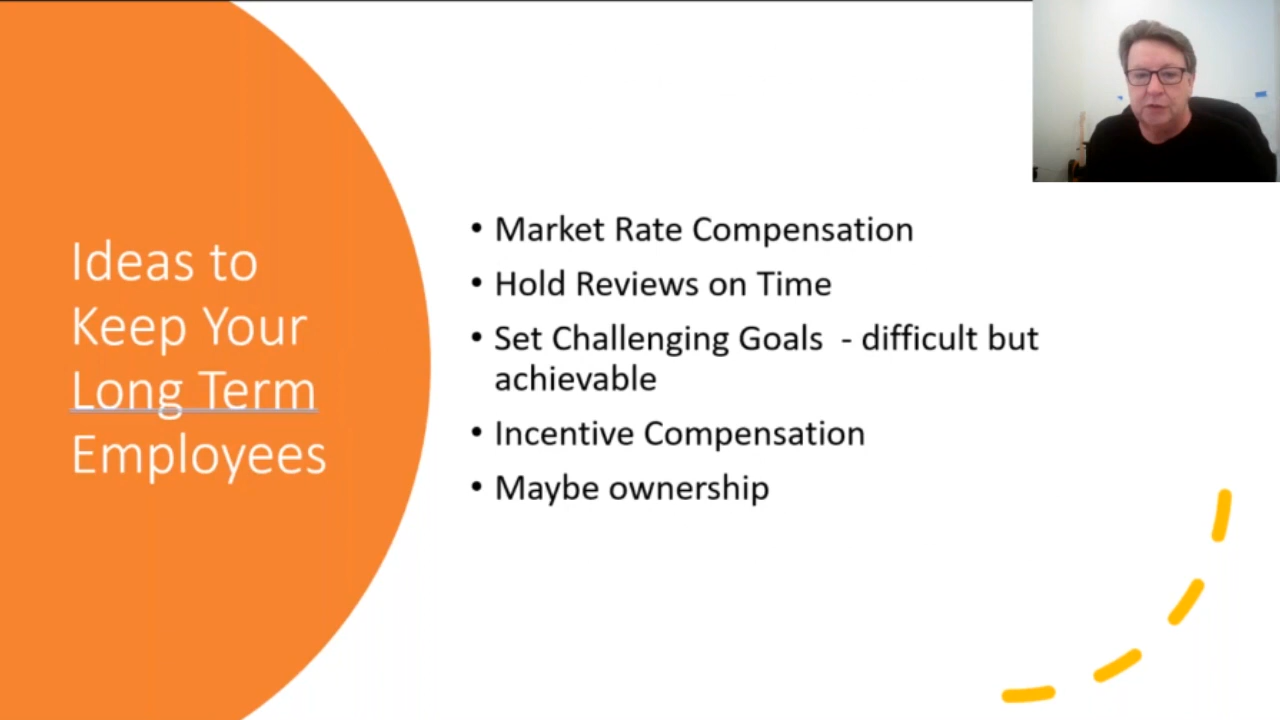 Ideas to
Keep Your
Long Term
Employees
• Market Rate Compensation
• Hold Reviews on Time
• Set Challenging Goals  - difficult but
achievable
• Incentive Compensation
• Maybe ownership